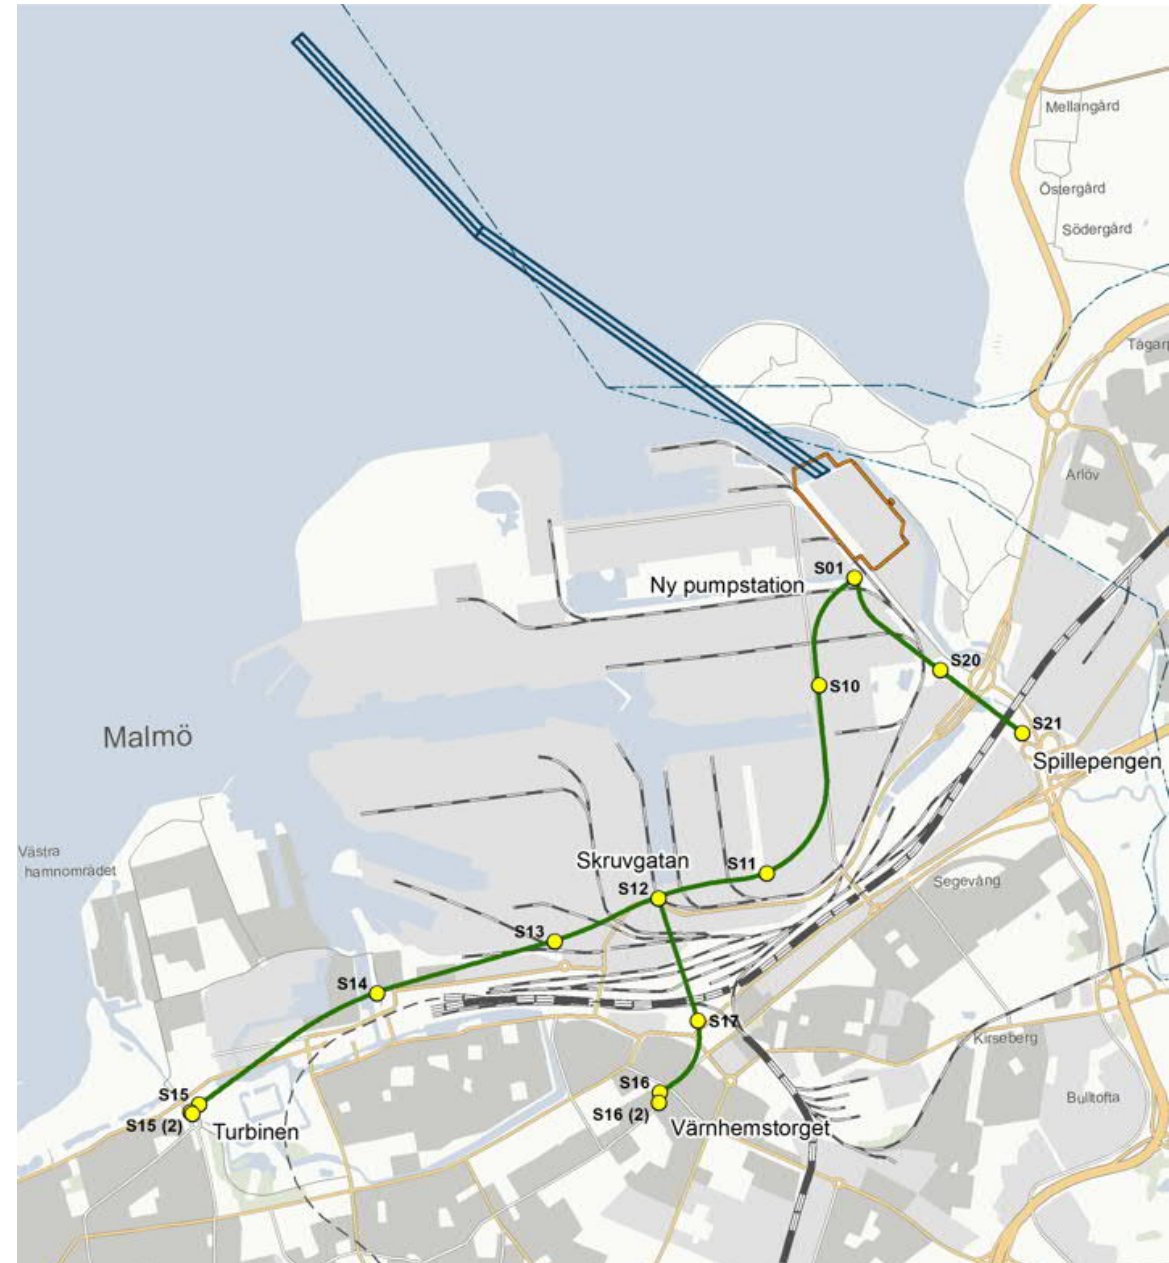 Mellangård
Östergård
Södergård
Arlöv
S01
Ny pumpstation
S20
S10
S21
Malmö
Spillepengen
Västra
hamnområdet
Skruvgatan
S11
Segevång
S12
S13
S14
S17
Kirseberg
S16
S15
Bulltofta
S16 (2)
S15 (2)
Turbinen
Värnhemstorget